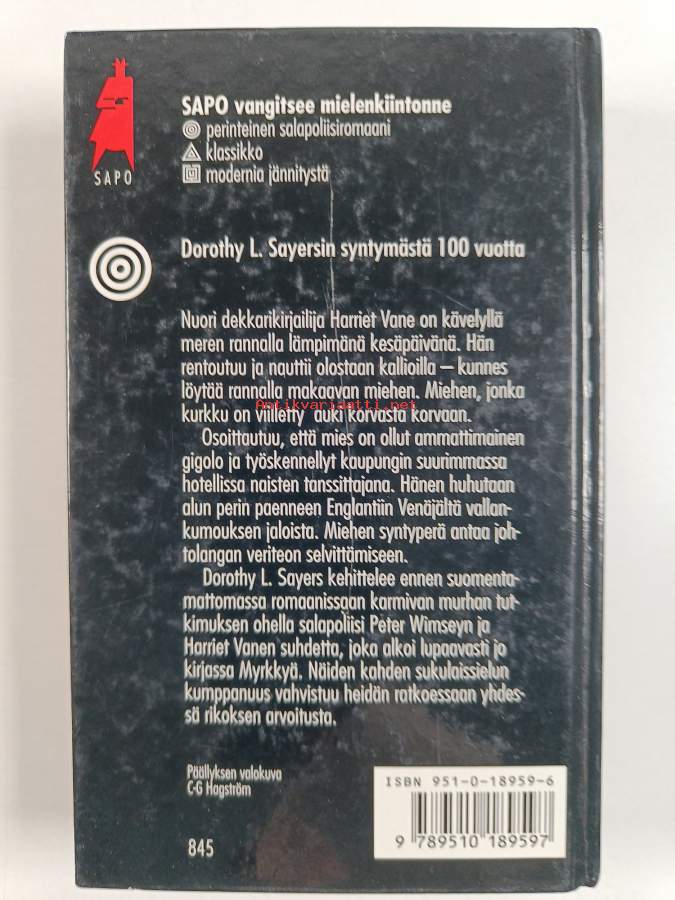 SAPO vangitsee mielenkiintonne
perinteinen salapoliisiromaani
klassikko
modernia jännitystä
SAPO
Dorothy L. Sayersin syntymästä 100 vuotta
Nuori dekkarikirjailija Harriet Vane on kävelyllä
meren rannalla lämpimänä kesäpäivänä. Hän
rentoutuu ja nauttii olostaan kallioilla – kunnes
löytää rannalla makaavan miehen. Miehen, jonka
Antikvariaatti.net
kurkku on viilletty auki korvasta korvaan.
Osoittautuu, että mies on ollut ammattimainen
gigolo ja työskennellyt kaupungin suurimmassa
hotellissa naisten tanssittajana. Hänen huhutaan
alun perin paenneen Englantiin Venäjältä vallan-
kumouksen jaloista. Miehen syntyperä antaa joh-
tolangan veriteon selvittämiseen.
Dorothy L. Sayers kehittelee ennen suomenta-
mattomassa romaanissaan karmivan murhan tut-
kimuksen ohella salapoliisi Peter Wimseyn ja
Harriet Vanen suhdetta, joka alkoi lupaavasti jo
kirjassa Myrkkyä. Näiden kahden sukulaissielun
kumppanuus vahvistuu heidän ratkoessaan yhdes-
sä rikoksen arvoitusta.
Päällyksen valokuva
C-G Hagström
845
ISBN 951-0-18959-6
9 789510 189597